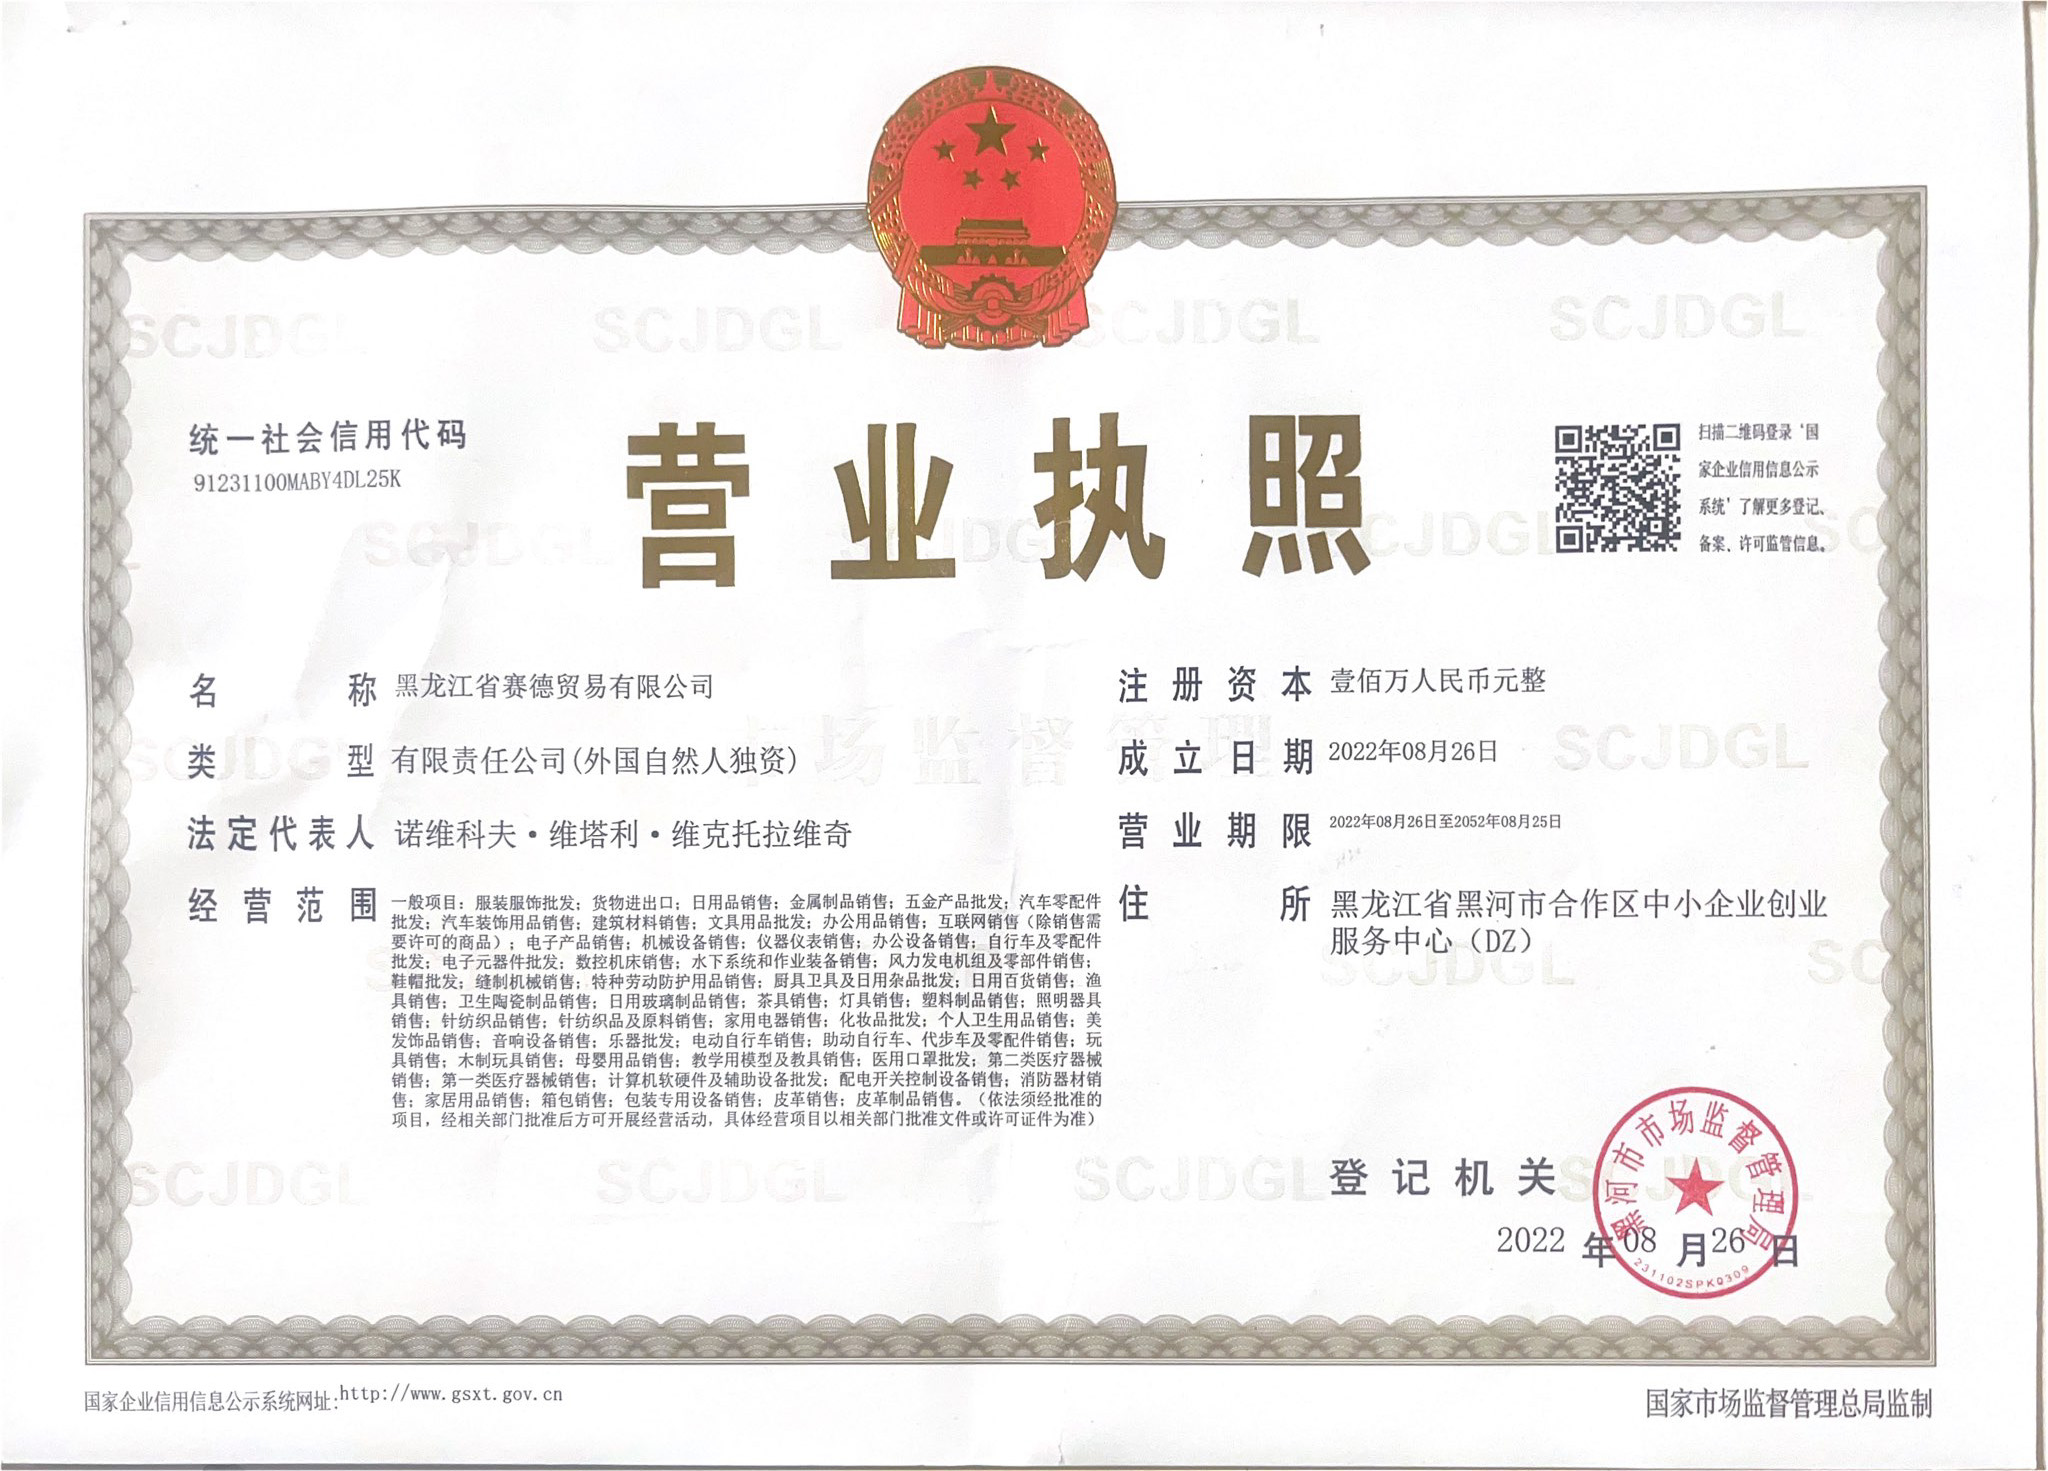 营业执照
统一社会信用代码
91231100MABY4DL25K
扫描二维码登录‘国
家企业信用信息公示
系统’了解更多登记、
备案、许可监管信息。
名称 黑龙江省赛德贸易有限公司
类型 有限责任公司(外国自然人独资)
法定代表人 诺维科夫·维塔利·维克托拉维奇
经营范围 一般项目：服装服饰批发；货物进出口；日用品销售；金属制品销售；五金产品批发；汽车零配件
批发；汽车装饰用品销售；建筑材料销售；文具用品批发；办公用品销售；互联网销售（除销售需
要许可的商品）；电子产品销售；机械设备销售；仪器仪表销售；办公设备销售；自行车及零配件
批发；电子元器件批发；数控机床销售；水下系统和作业装备销售；风力发电机组及零部件销售；
鞋帽批发；缝制机械销售；特种劳动防护用品销售；厨具卫具及日用杂品批发；日用百货销售；渔
具销售；卫生陶瓷制品销售；日用玻璃制品销售；茶具销售；灯具销售；塑料制品销售；照明器具
销售；针纺织品销售；针纺织品及原料销售；家用电器销售；化妆品批发；个人卫生用品销售；美
发饰品销售；音响设备销售；乐器批发；电动自行车销售；助动自行车、代步车及零配件销售；玩
具销售；木制玩具销售；母婴用品销售；教学用模型及教具销售；医用口罩批发；第二类医疗器械
销售；第一类医疗器械销售；计算机软硬件及辅助设备批发；配电开关控制设备销售；消防器材销
售；家居用品销售；箱包销售；包装专用设备销售；皮革销售；皮革制品销售。（依法须经批准的
项目，经相关部门批准后方可开展经营活动，具体经营项目以相关部门批准文件或许可证件为准）
注册资本 壹佰万人民币元整
成立日期 2022年08月26日
营业期限 2022年08月26日至2052年08月25日
住所 黑龙江省黑河市合作区中小企业创业
服务中心（DZ）
登记机关
黑河市市场监督管理局
231102SPKQ309
2022年08月26日
国家企业信用信息公示系统网址:http://www.gsxt.gov.cn
国家市场监督管理总局监制
SCJDGL
市场监督管理